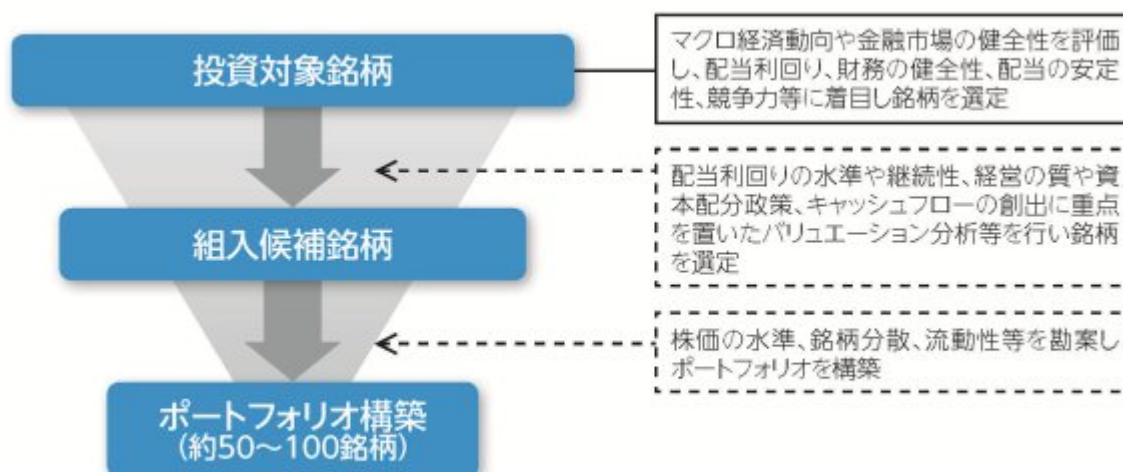 投資対象銘柄
マクロ経済動向や金融市場の健全性を評価
し、配当利回り、財務の健全性、配当の安定
性、競争力等に着目し銘柄を選定
配当利回りの水準や継続性、経営の質や資
本配分政策、キャッシュフローの創出に重点
を置いたバリュエーション分析等を行い銘柄
を選定
組入候補銘柄
株価の水準、銘柄分散、流動性等を勘案し
ポートフォリオを構築
ポートフォリオ構築
(約50～100銘柄)